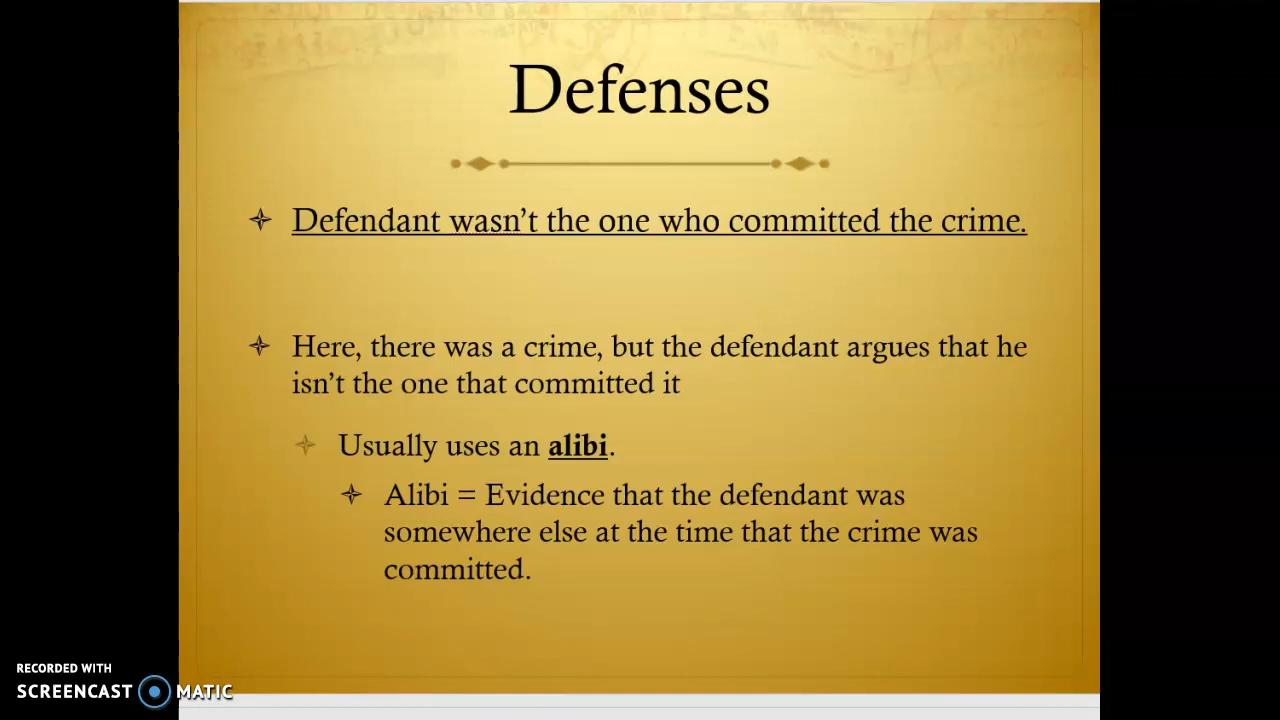 Defenses
Defendant wasn't the one who committed the crime.
Here, there was a crime, but the defendant argues that he
isn't the one that committed it
Usually uses an alibi.
Alibi = Evidence that the defendant was
somewhere else at the time that the crime was
committed.
RECORDED WITH
SCREENCAST MATIC